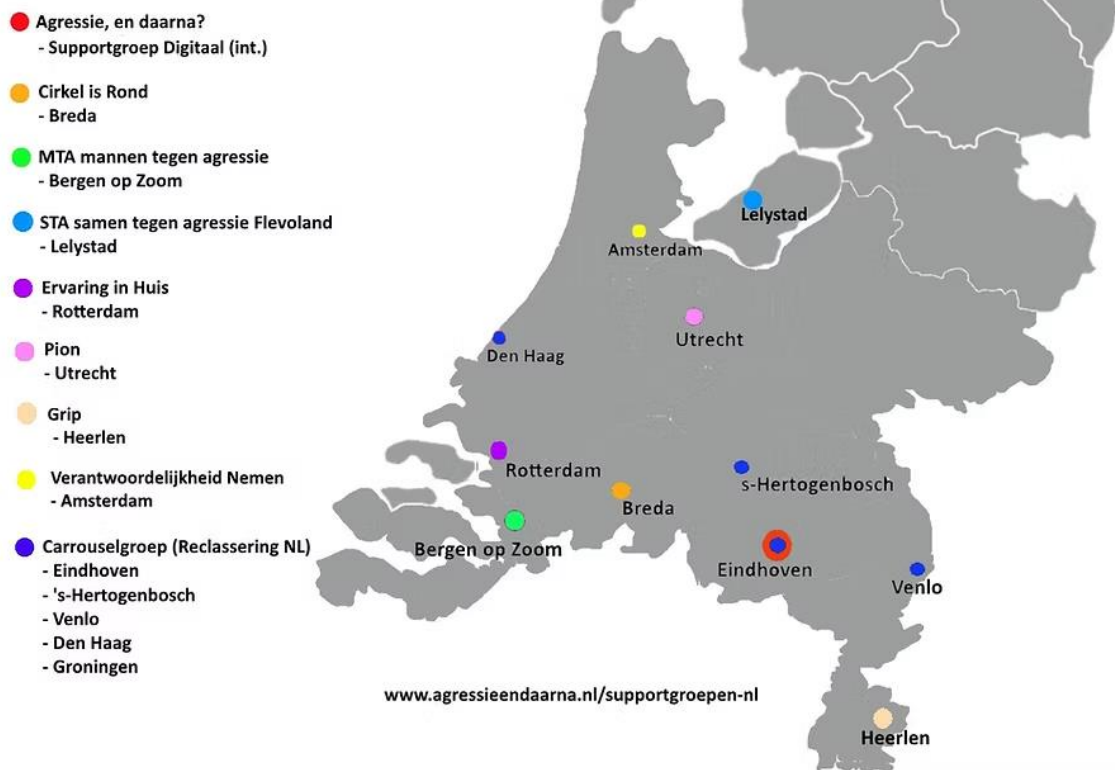 Agressie, en daarna?
- Supportgroep Digitaal (int.)
Cirkel is Rond
- Breda
MTA mannen tegen agressie
- Bergen op Zoom
STA samen tegen agressie Flevoland
- Lelystad
Ervaring in Huis
- Rotterdam
Pion
- Utrecht
Grip
- Heerlen
Verantwoordelijkheid Nemen
- Amsterdam
Carrouselgroep (Reclassering NL)
- Eindhoven
- 's-Hertogenbosch
- Venlo
- Den Haag
- Groningen
Lelystad
Amsterdam
Utrecht
Den Haag
Rotterdam
s-Hertogenbosch
Breda
Bergen op Zoom
Eindhoven
Venlo
www.agressieendaarna.nl/supportgroepen-nl
Heerlen